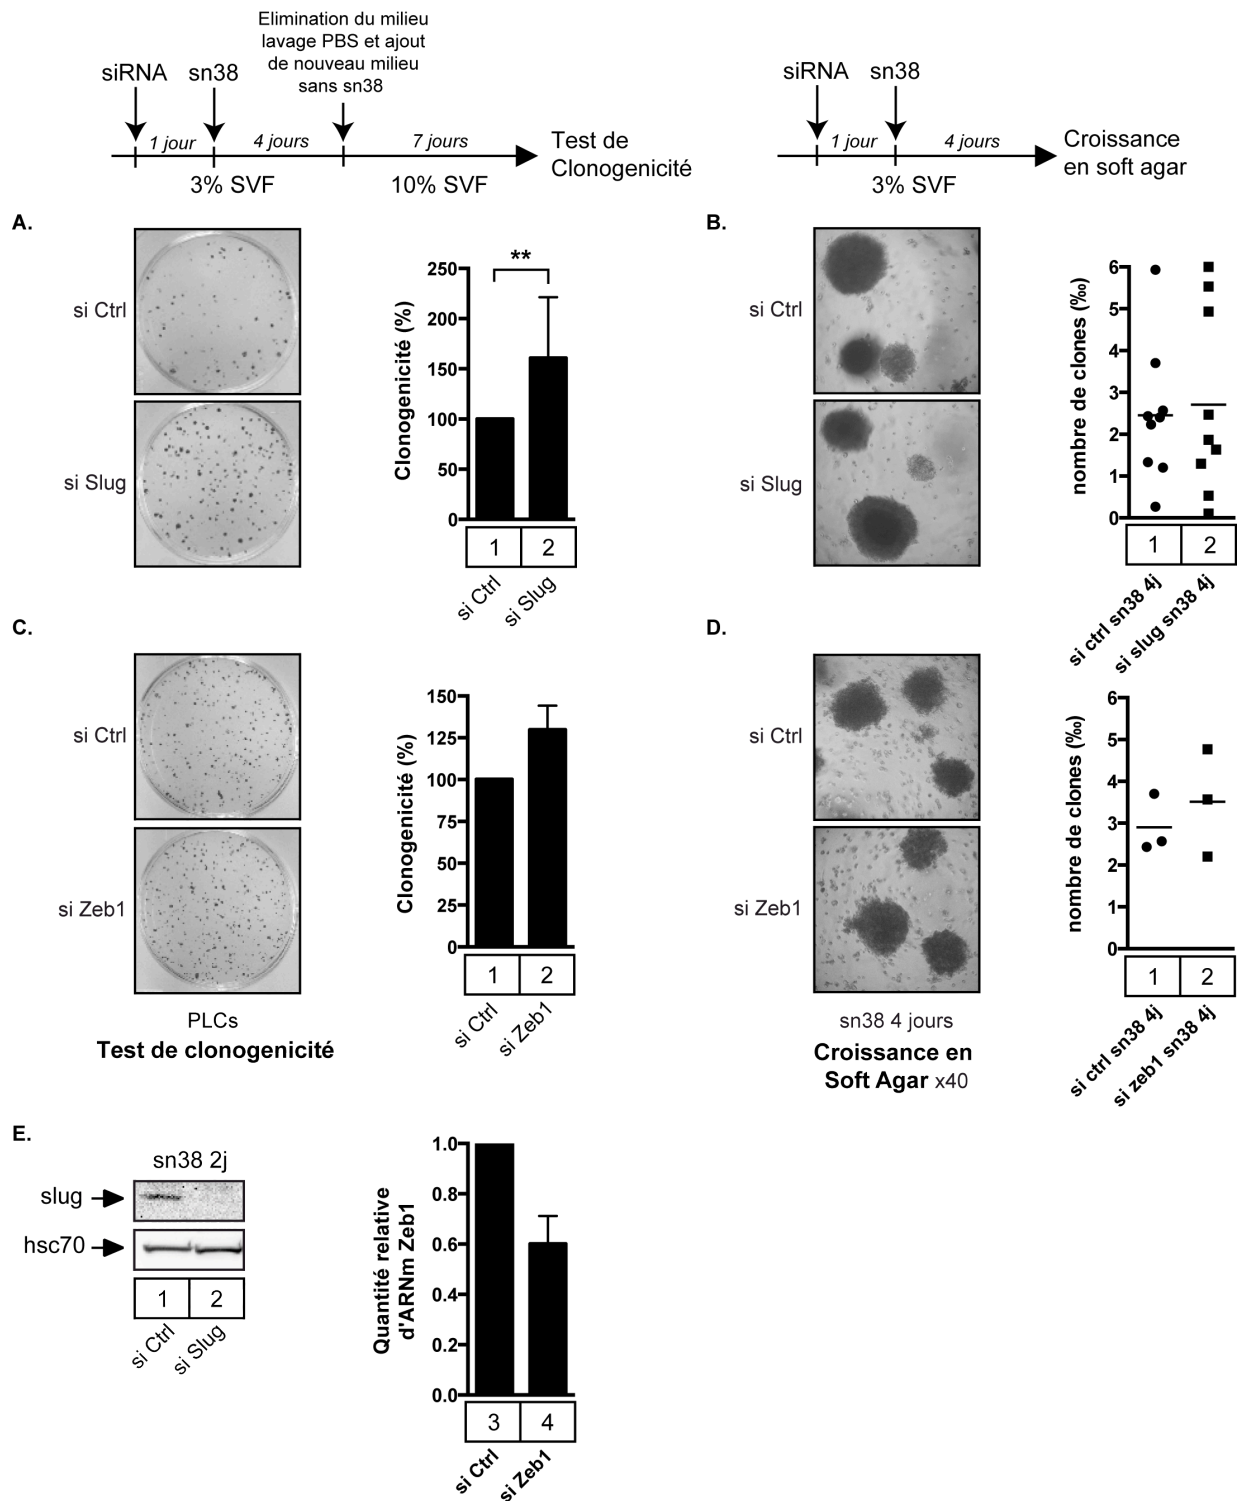 Elimination du milieu
lavage PBS et ajout
de nouveau milieu
sans sn38
siRNA sn38
1 jour 4 jours 7 jours
3% SVF 10% SVF
Test de
Clonogenicité
siRNA sn38
1 jour 4 jours
3% SVF
Croissance
en soft agar
A.
si Ctrl
si Slug
Clonogenicité (%)
250
200
150
100
50
0
**
1 2
si Ctrl
si Slug
B.
si Ctrl
si Slug
nombre de clones (‰)
6
5
4
3
2
1
0
1 2
si ctrl sn38 4j
si slug sn38 4j
C.
si Ctrl
si Zeb1
PLCs
Test de clonogenicité
Clonogenicité (%)
150
125
100
75
50
25
0
1 2
si Ctrl
si Zeb1
D.
si Ctrl
si Zeb1
sn38 4 jours
Croissance en
Soft Agar x40
nombre de clones (‰)
6
5
4
3
2
1
0
1 2
si ctrl sn38 4j
si zeb1 sn38 4j
E.
sn38 2j
slug
hsc70
1 2
si Ctrl
si Slug
Quantité relative
d'ARNm Zeb1
1.0
0.8
0.6
0.4
0.2
0.0
3 4
si Ctrl
si Zeb1